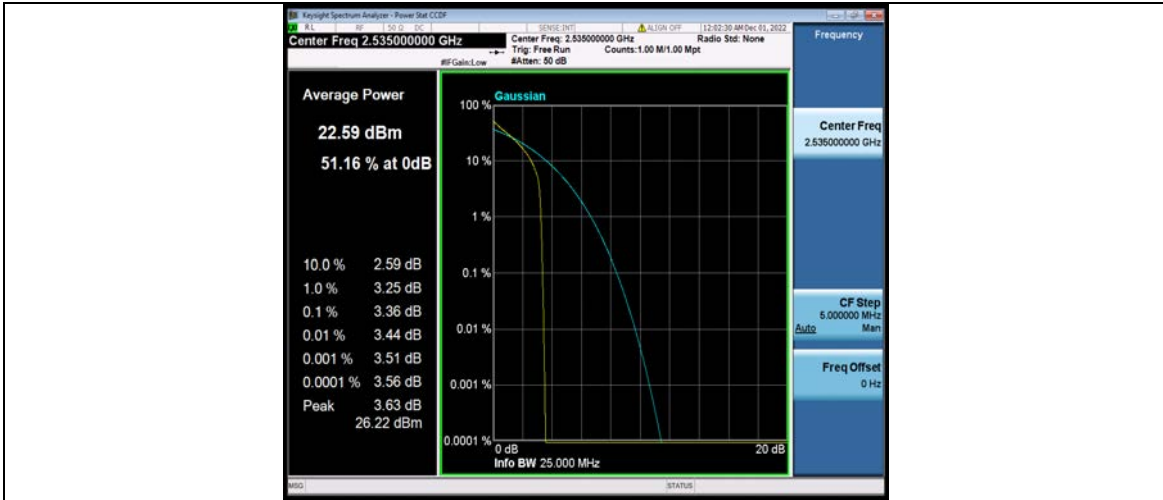 Keysight Spectrum Analyzer - Power Stat CCDF
RL RF 50 Ω DC SENSE:INT ALIGN OFF 12:02:30 AM Dec 01, 2022
Center Freq 2.535000000 GHz
Center Freq: 2.535000000 GHz Radio Std: None
Trig: Free Run Counts:1.00 M/1.00 Mpt
#IFGain:Low #Atten: 50 dB
Frequency
Average Power
22.59 dBm
51.16 % at 0dB
10.0 % 2.59 dB
1.0 % 3.25 dB
0.1 % 3.36 dB
0.01 % 3.44 dB
0.001 % 3.51 dB
0.0001 % 3.56 dB
Peak 3.63 dB
26.22 dBm
Gaussian
100 %
10 %
1 %
0.1 %
0.01 %
0.001 %
0.0001 %
0 dB 20 dB
Info BW 25.000 MHz
Center Freq
2.535000000 GHz
CF Step
5.000000 MHz
Auto Man
Freq Offset
0 Hz
MSG STATUS